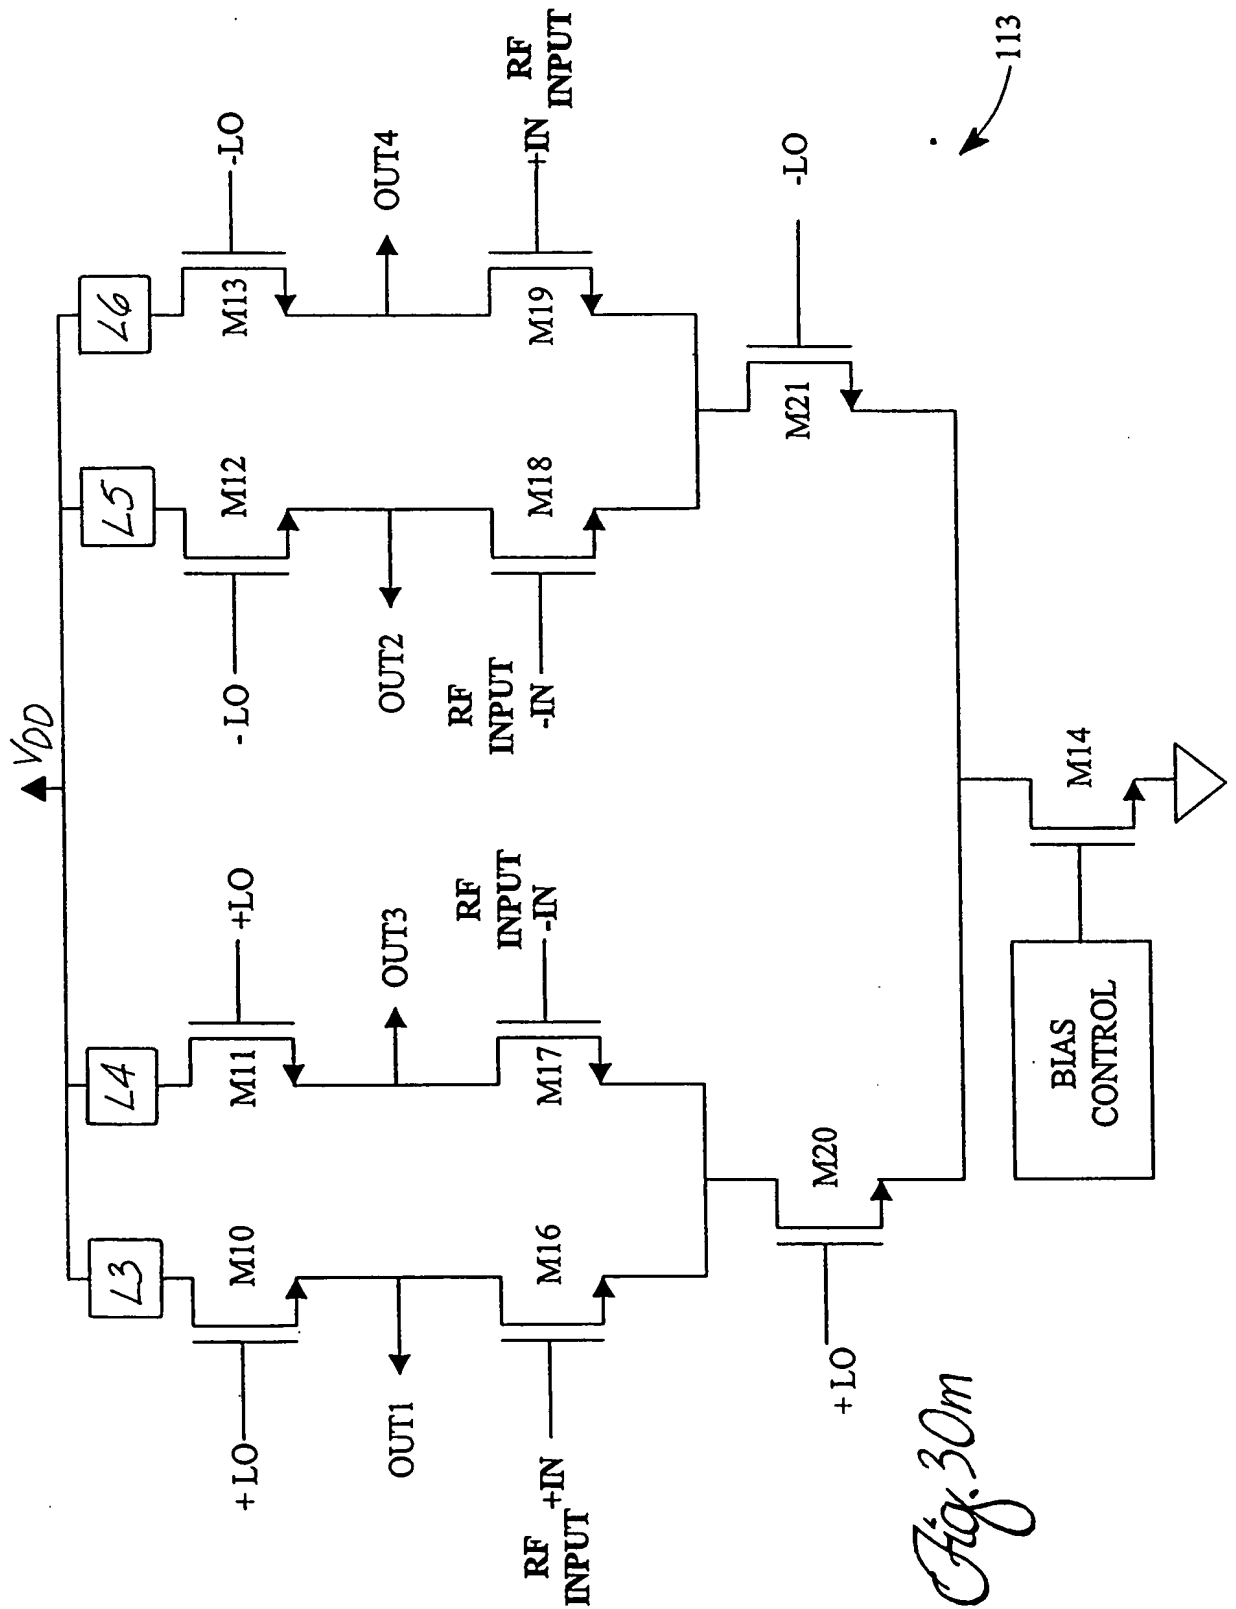 VDD
L3
L4
L5
L6
+ LO
M10
M11
+LO
- LO
M12
M13
-LO
OUT1
OUT3
OUT2
OUT4
RF
INPUT
+IN
M16
M17
RF
INPUT
-IN
RF
INPUT
-IN
M18
M19
+IN
RF
INPUT
+ LO
M20
M21
-LO
BIAS
CONTROL
M14
113
Fig. 30m